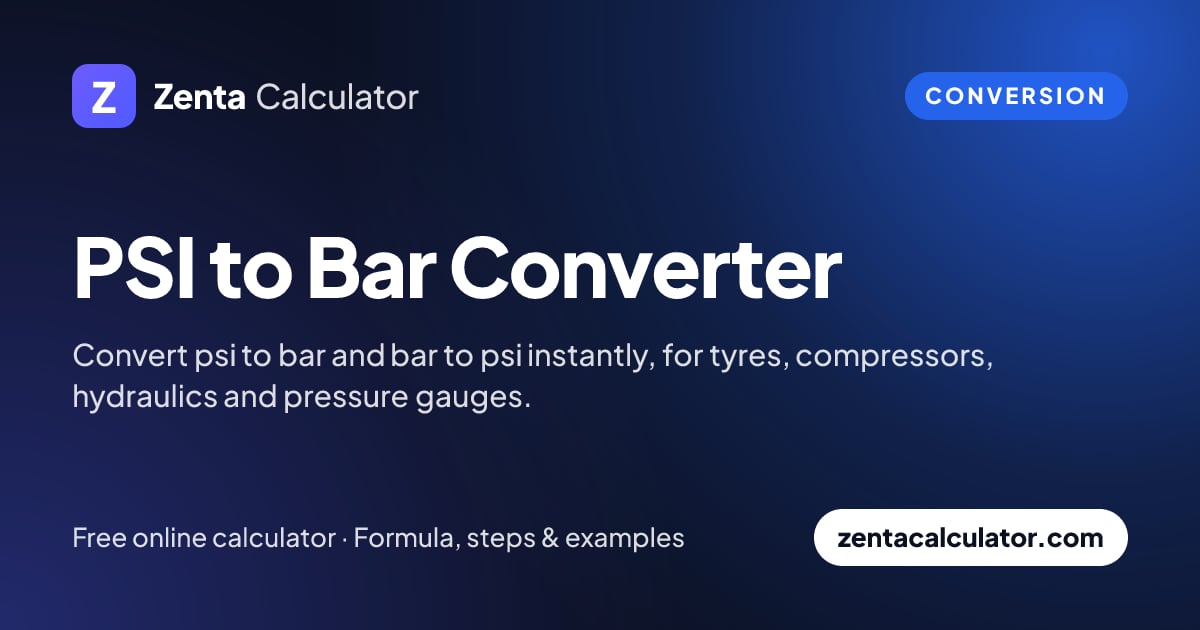 Z
Zenta Calculator
CONVERSION
PSI to Bar Converter
Convert psi to bar and bar to psi instantly, for tyres, compressors,
hydraulics and pressure gauges.
Free online calculator · Formula, steps & examples
zentacalculator.com